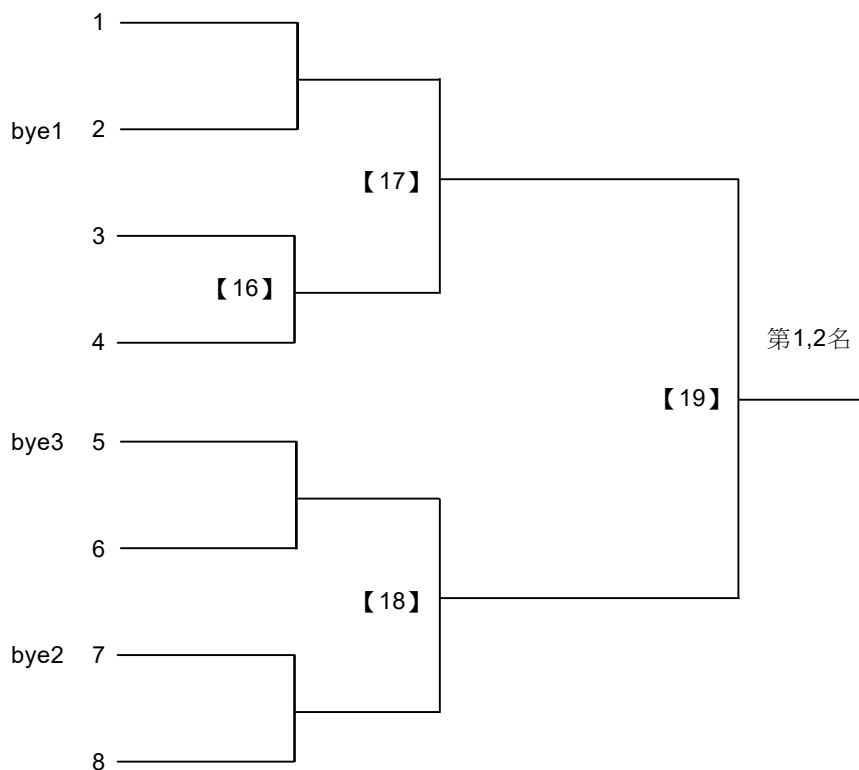 1
bye1 2
【17】
3
【16】
4
第1,2名
【19】
bye3 5
6
【18】
bye2 7
8